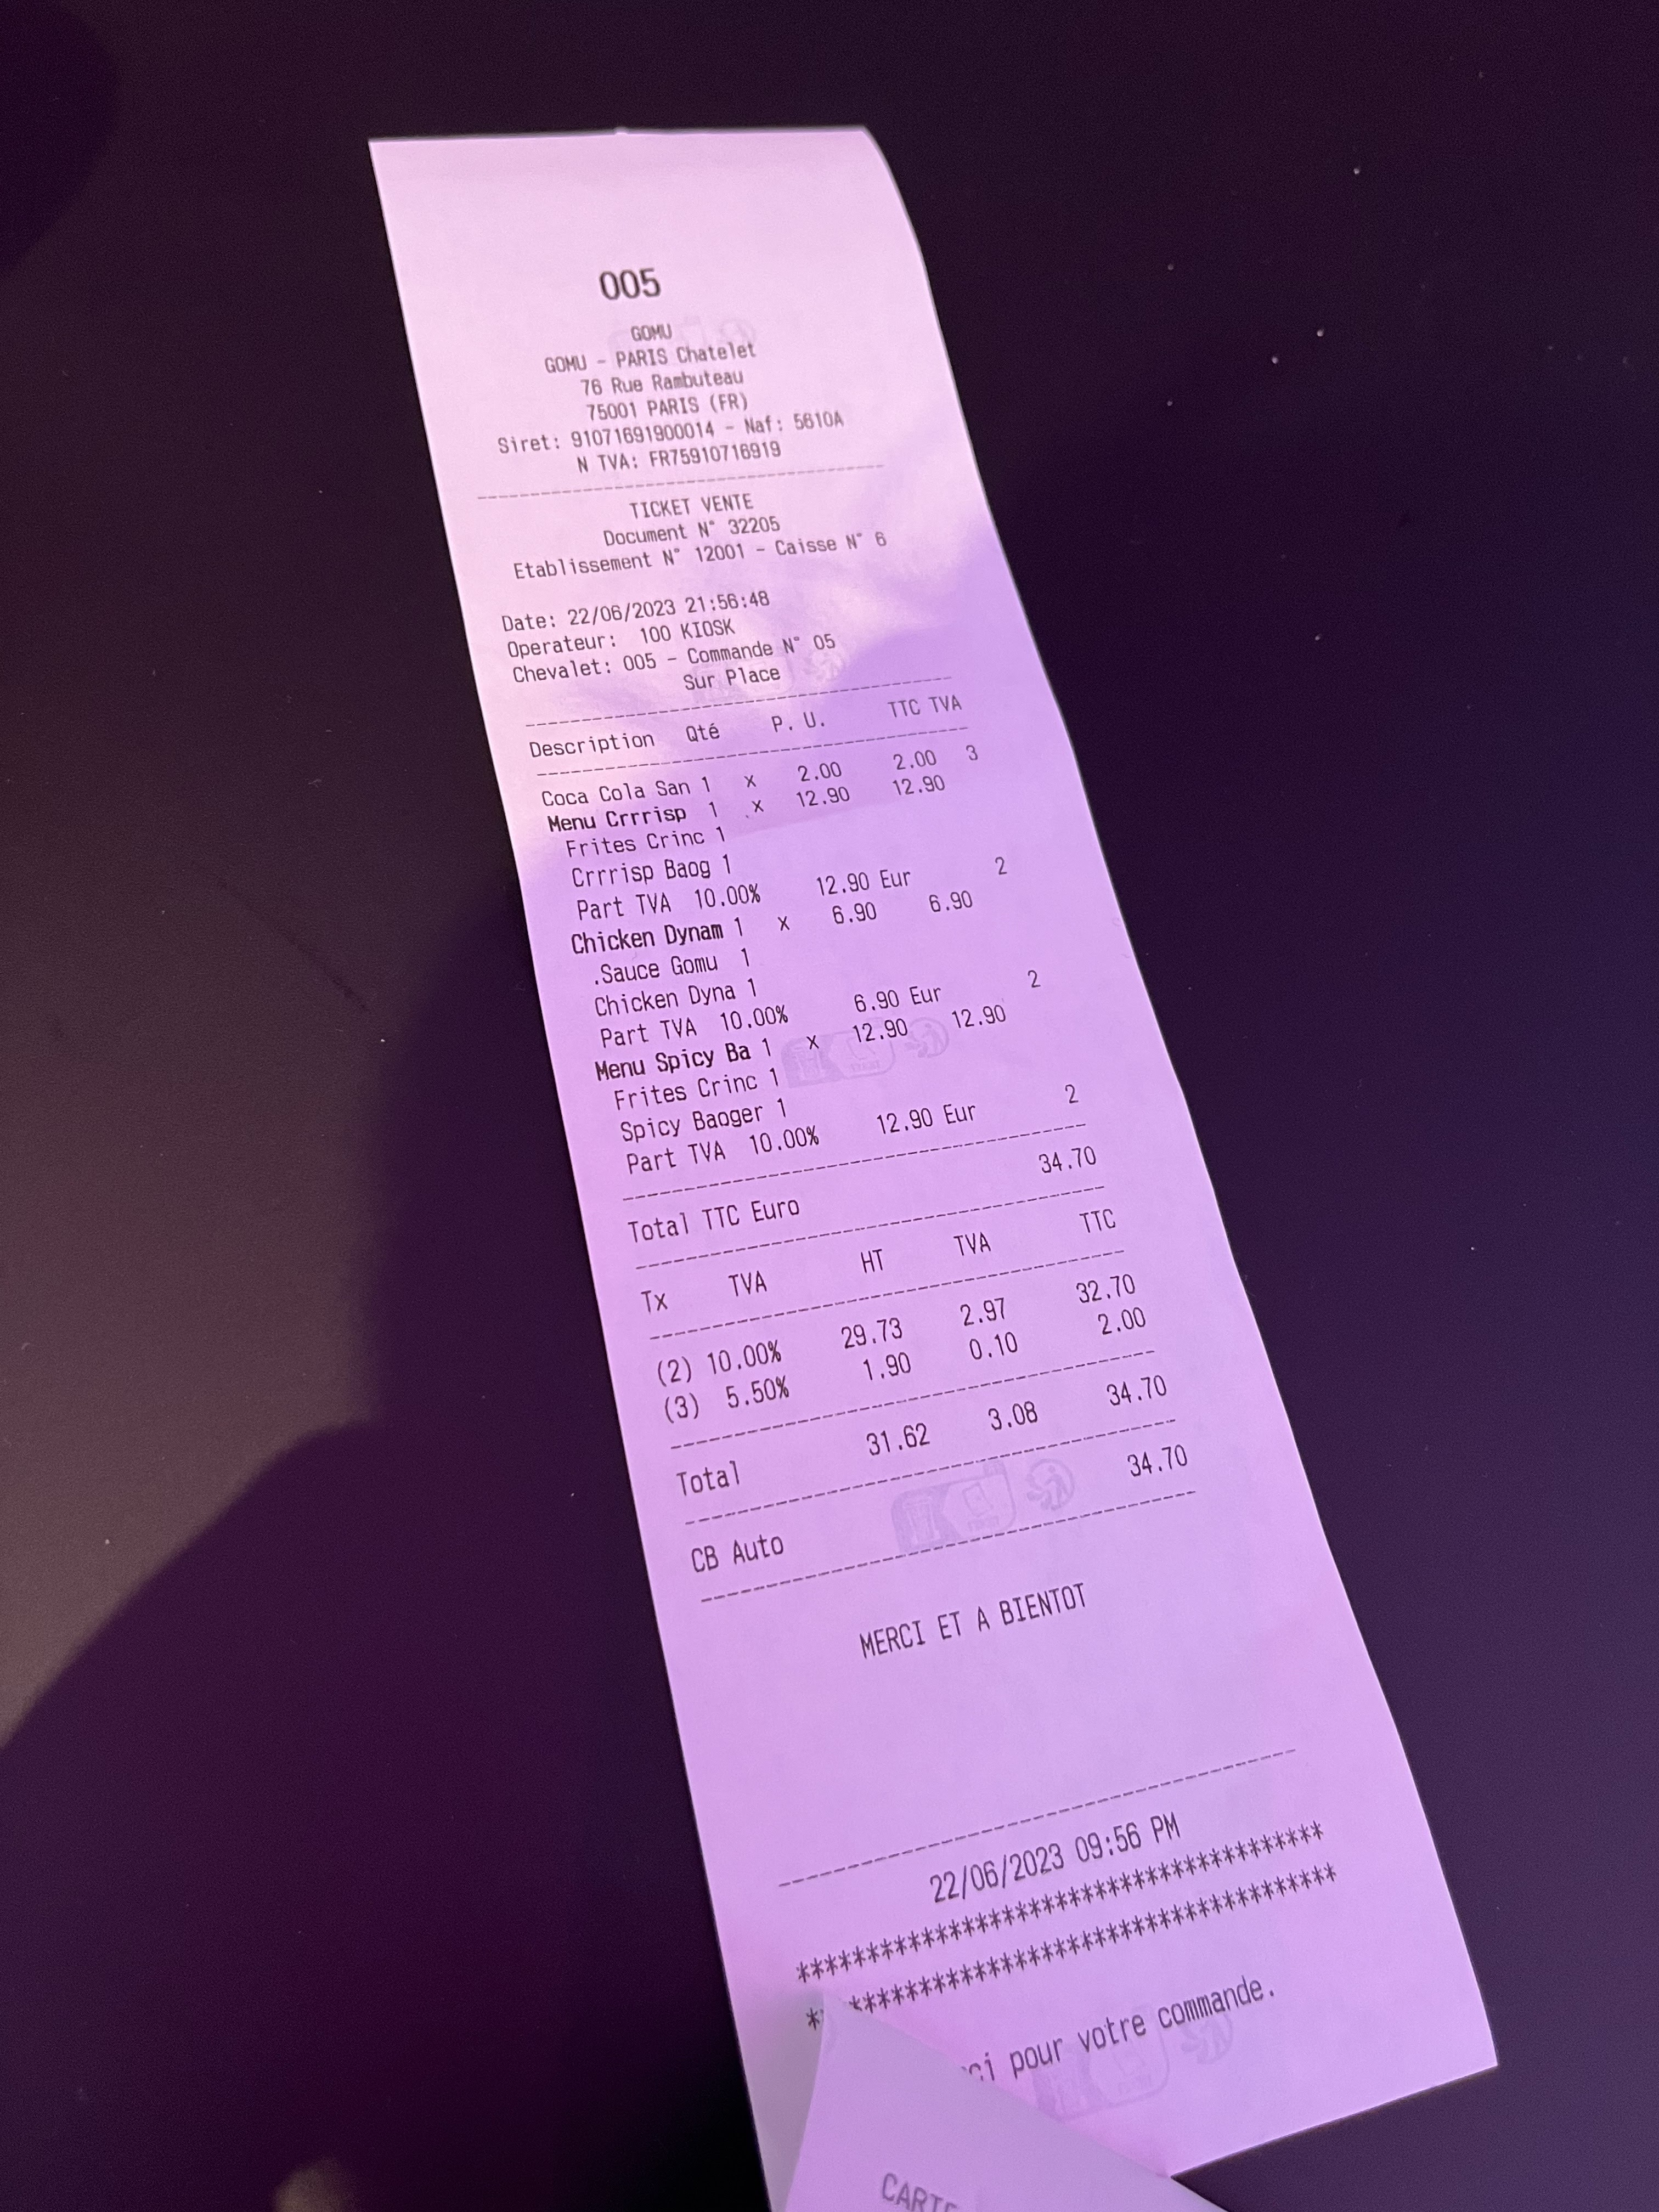 005
GOMU
GOMU - PARIS Chatelet
76 Rue Rambuteau
75001 PARIS (FR)
Siret: 91071691900014 - Naf: 5610A
N TVA: FR75910716919
TICKET VENTE
Document N° 32205
Etablissement N° 12001 - Caisse N° 6
Date: 22/06/2023 21:56:48
Operateur: 100 KIOSK
Chevalet: 005 - Commande N° 05
Sur Place
Description Qté P. U. TTC TVA
Coca Cola San 1 x 2.00 2.00 3
Menu Crrrisp 1 x 12.90 12.90
Frites Crinc 1
Crrrisp Baog 1
Part TVA 10.00% 12.90 Eur 2
Chicken Dynam 1 x 6.90 6.90
.Sauce Gomu 1
Chicken Dyna 1
Part TVA 10.00% 6.90 Eur 2
Menu Spicy Ba 1 x 12.90 12.90
Frites Crinc 1
Spicy Baoger 1
Part TVA 10.00% 12.90 Eur 2
Total TTC Euro 34.70
Tx TVA HT TVA TTC
(2) 10.00% 29.73 2.97 32.70
(3) 5.50% 1.90 0.10 2.00
Total 31.62 3.08 34.70
CB Auto 34.70
MERCI ET A BIENTOT
22/06/2023 09:56 PM
pour votre commande.